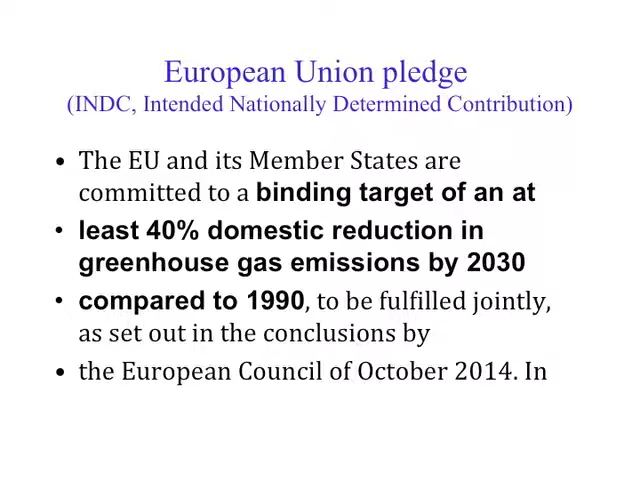 European Union pledge
(INDC, Intended Nationally Determined Contribution)
• The EU and its Member States are
committed to a binding target of an at
• least 40% domestic reduction in
greenhouse gas emissions by 2030
• compared to 1990, to be fulfilled jointly,
as set out in the conclusions by
• the European Council of October 2014. In